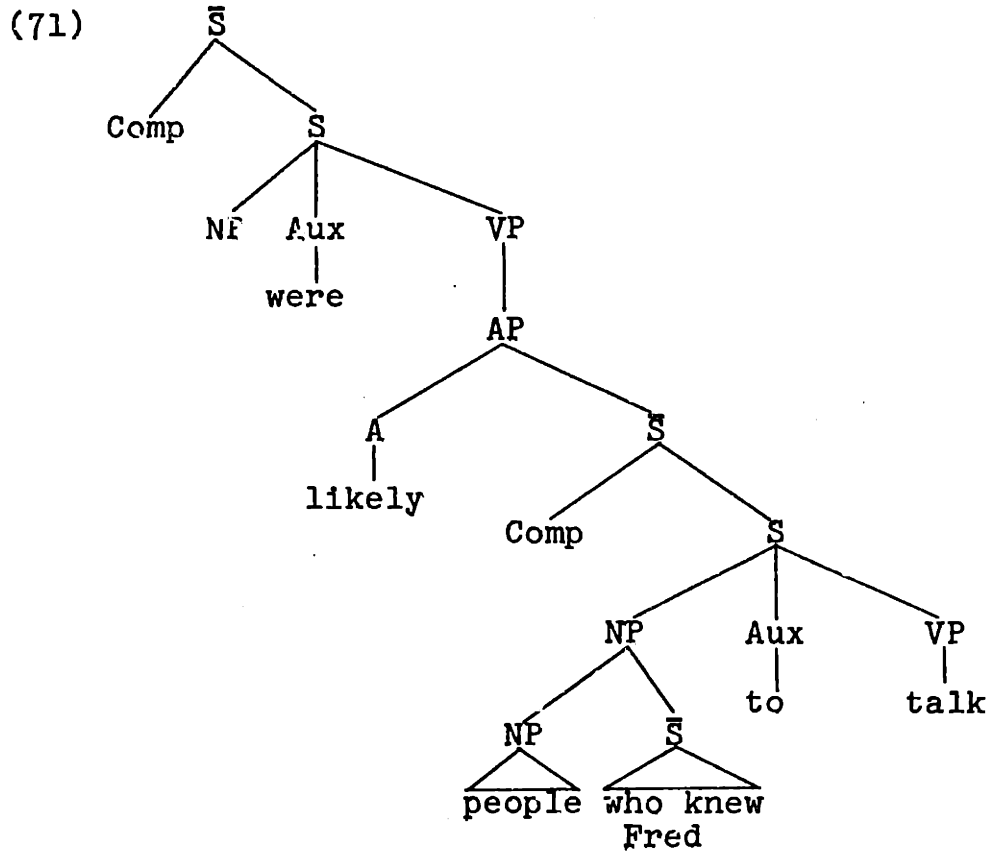 (71) S̄
Comp S
NP Aux VP
were
AP
A S̄
likely
Comp S
NP Aux VP
to talk
NP S̄
people who knew
Fred